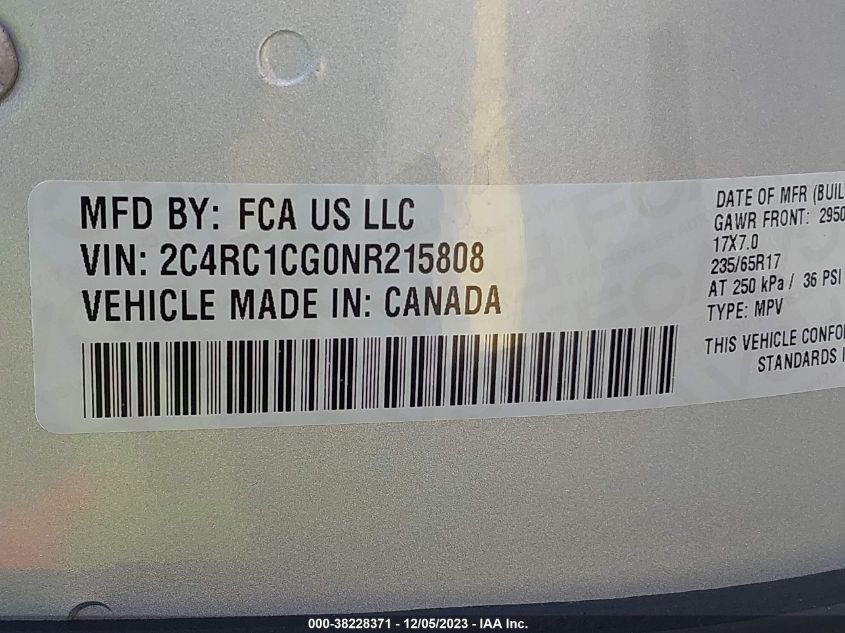 MFD BY: FCA US LLC
VIN: 2C4RC1CG0NR215808
VEHICLE MADE IN: CANADA
DATE OF MFR (BUIL
GAWR FRONT: 2950
17X7.0
235/65R17
AT 250 kPa / 36 PSI
TYPE: MPV
THIS VEHICLE CONFO
STANDARDS I
000-38228371 - 12/05/2023 - IAA Inc.